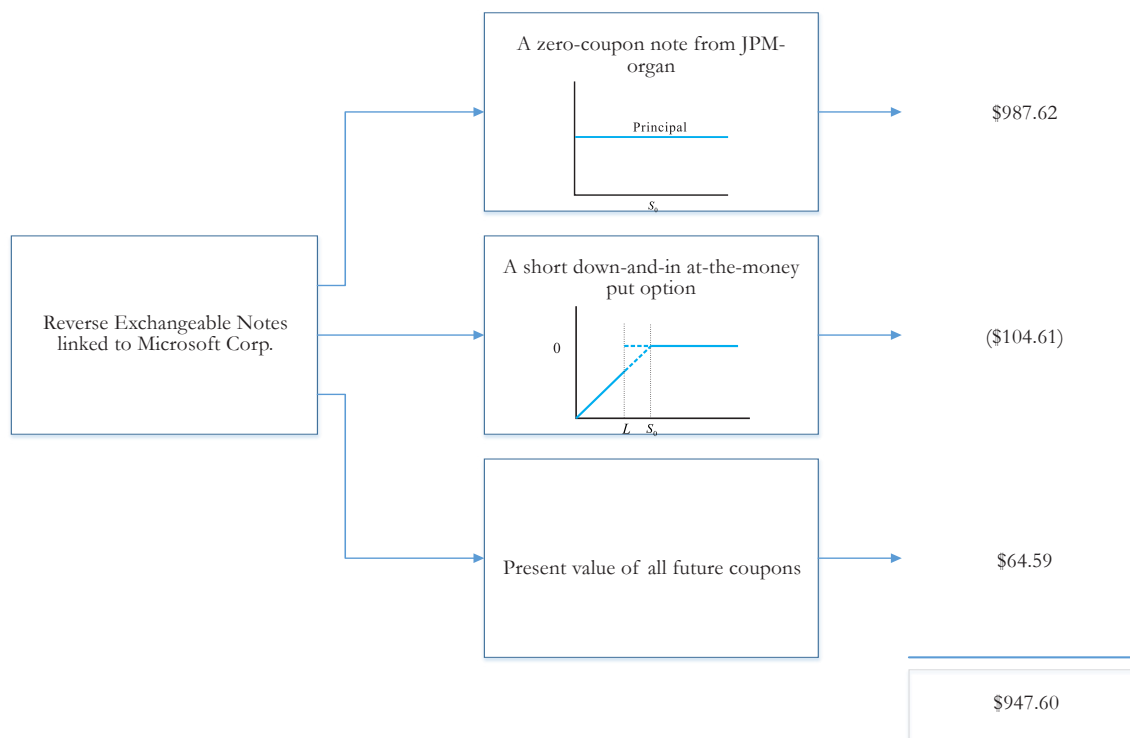 Reverse Exchangeable Notes
linked to Microsoft Corp.
A zero-coupon note from JPM-
organ
Principal
S₀
$987.62
A short down-and-in at-the-money
put option
0
L
S₀
($104.61)
Present value of all future coupons
$64.59
$947.60